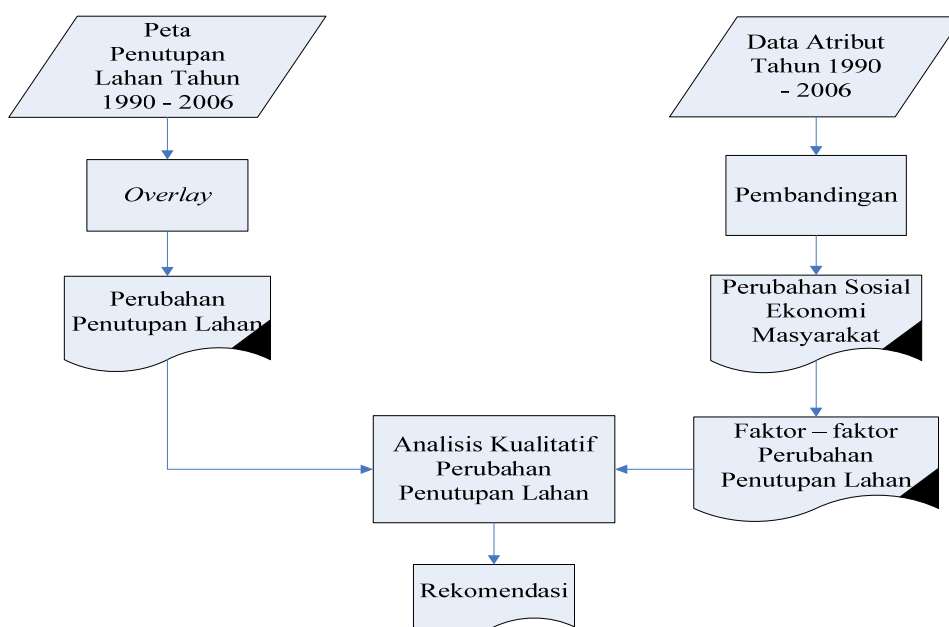 Peta
Penutupan
Lahan Tahun
1990 - 2006
Overlay
Perubahan
Penutupan Lahan
Data Atribut
Tahun 1990
- 2006
Pembandingan
Perubahan Sosial
Ekonomi
Masyarakat
Faktor – faktor
Perubahan
Penutupan Lahan
Analisis Kualitatif
Perubahan
Penutupan Lahan
Rekomendasi